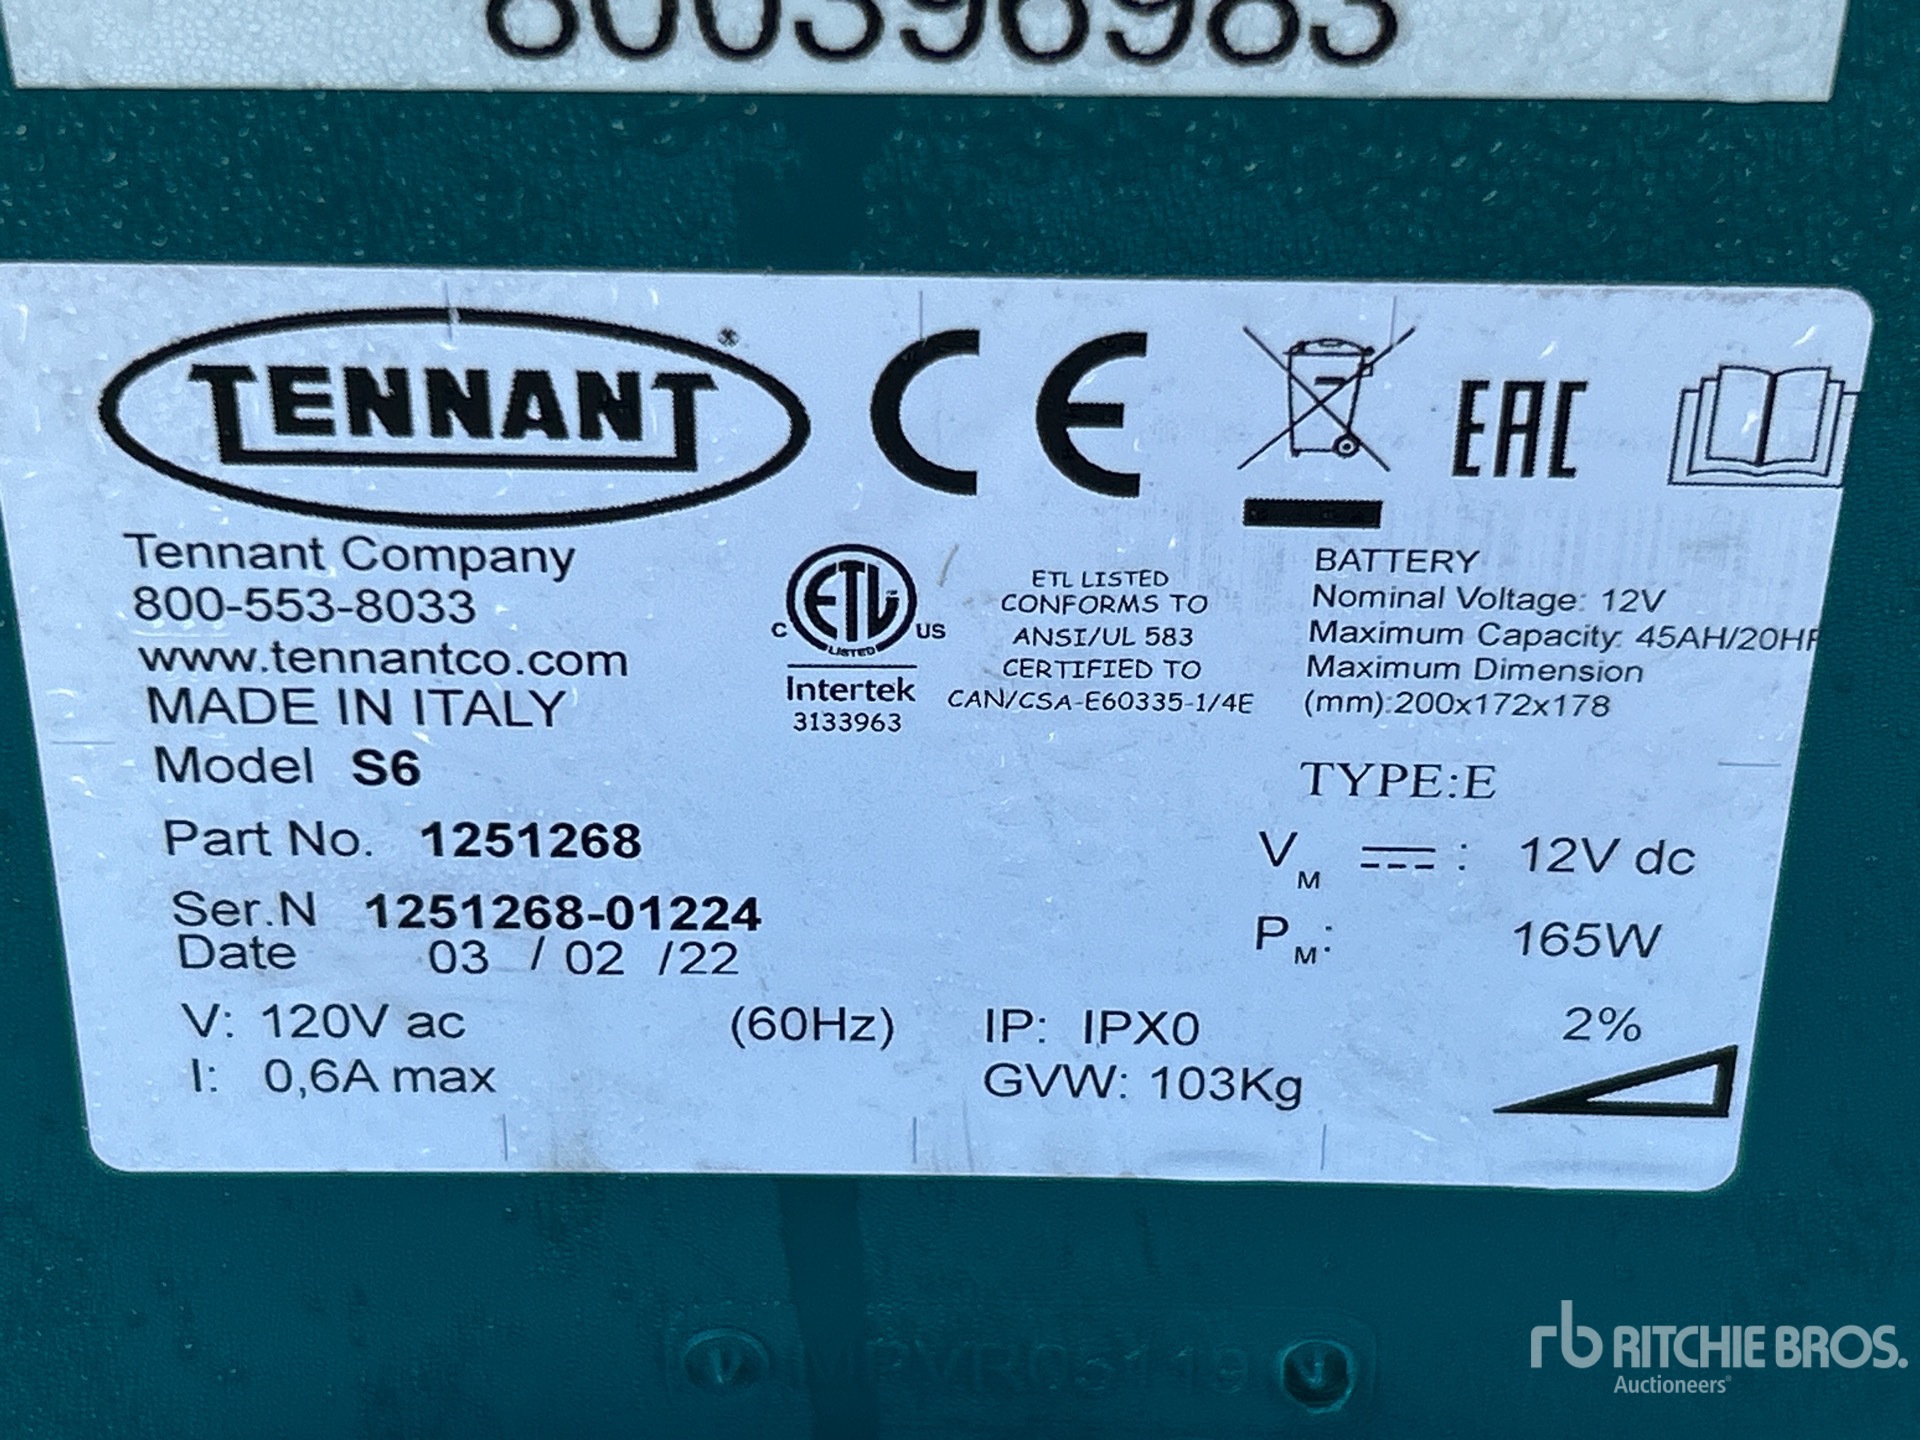 800396983
TENNANT
CE
EAC
Tennant Company
800-553-8033
www.tennantco.com
MADE IN ITALY
Model S6
Part No. 1251268
Ser.N 1251268-01224
Date 03 / 02 /22
V: 120V ac (60Hz)
I: 0,6A max
C ETL US
LISTED
Intertek
3133963
ETL LISTED
CONFORMS TO
ANSI/UL 583
CERTIFIED TO
CAN/CSA-E60335-1/4E
BATTERY
Nominal Voltage: 12V
Maximum Capacity: 45AH/20HR
Maximum Dimension
(mm):200x172x178
TYPE:E
VM : 12V dc
PM: 165W
IP: IPX0
GVW: 103Kg
2%
MPVR05119
rb RITCHIE BROS.
Auctioneers